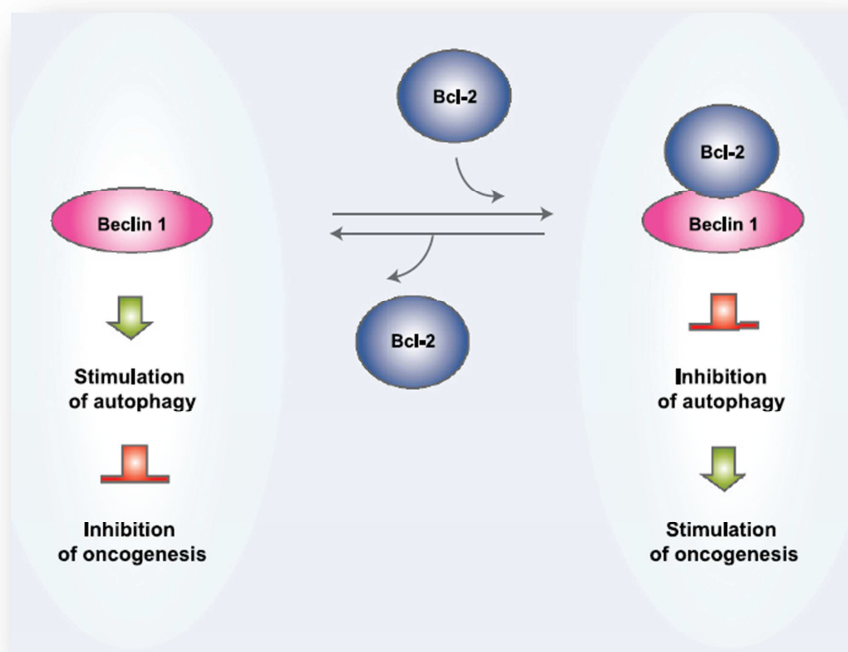 Bcl-2
Bcl-2
Beclin 1
Beclin 1
Bcl-2
Stimulation
of autophagy
Inhibition
of autophagy
Inhibition
of oncogenesis
Stimulation
of oncogenesis